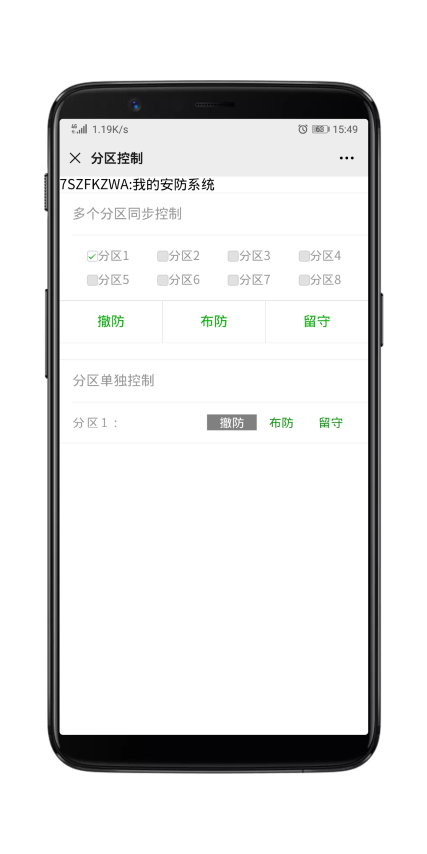 1.19K/s 60 15:49
分区控制
7SZFKZWA:我的安防系统
多个分区同步控制
分区1 分区2 分区3 分区4
分区5 分区6 分区7 分区8
撤防 布防 留守
分区单独控制
分区1： 撤防 布防 留守